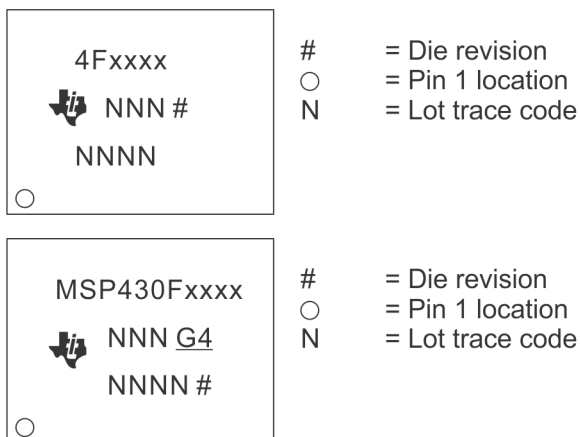 4Fxxxx
NNN #
NNNN
# = Die revision
○ = Pin 1 location
N = Lot trace code
MSP430Fxxxx
NNN G4
NNNN #
# = Die revision
○ = Pin 1 location
N = Lot trace code